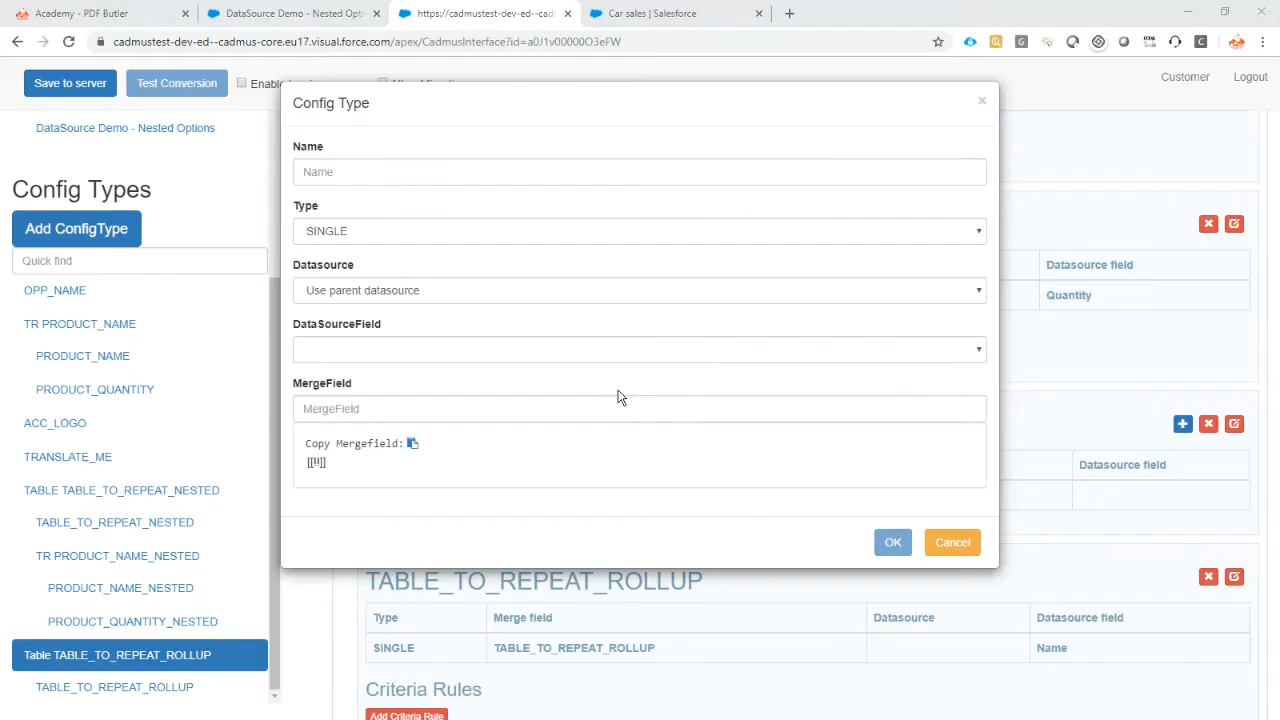 Academy - PDF Butler
DataSource Demo - Nested Opti
https://cadmustest-dev-ed--cadm
Car sales | Salesforce
cadmustest-dev-ed--cadmus-core.eu17.visual.force.com/apex/CadmusInterface?id=a0J1v00000O3eFW
Save to server
Test Conversion
Customer
Logout
DataSource Demo - Nested Options
Config Types
Add ConfigType
Quick find
OPP_NAME
TR PRODUCT_NAME
PRODUCT_NAME
PRODUCT_QUANTITY
ACC_LOGO
TRANSLATE_ME
TABLE TABLE_TO_REPEAT_NESTED
TABLE_TO_REPEAT_NESTED
TR PRODUCT_NAME_NESTED
PRODUCT_NAME_NESTED
PRODUCT_QUANTITY_NESTED
Table TABLE_TO_REPEAT_ROLLUP
TABLE_TO_REPEAT_ROLLUP
Config Type
Name
Name
Type
SINGLE
Datasource
Use parent datasource
DataSourceField
MergeField
MergeField
Copy Mergefield:
[[!!]]
OK
Cancel
Datasource field
Quantity
Datasource field
TABLE_TO_REPEAT_ROLLUP
Type Merge field Datasource Datasource field
SINGLE TABLE_TO_REPEAT_ROLLUP Name
Criteria Rules
Add Criteria Rule